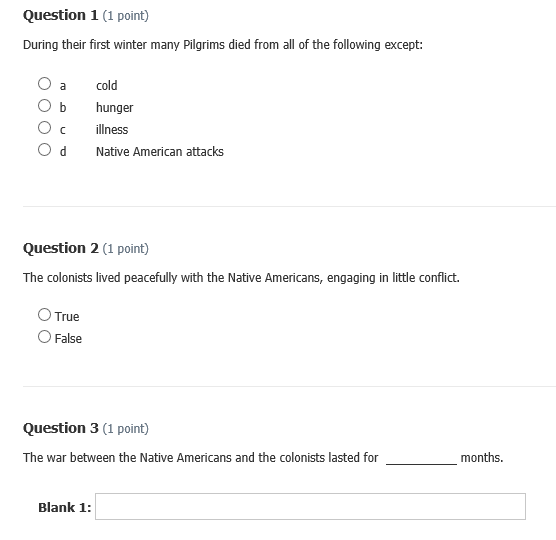 Question 1 (1 point)
During their first winter many Pilgrims died from all of the following except:
a cold
b hunger
c illness
d Native American attacks
Question 2 (1 point)
The colonists lived peacefully with the Native Americans, engaging in little conflict.
True
False
Question 3 (1 point)
The war between the Native Americans and the colonists lasted for __________ months.
Blank 1: